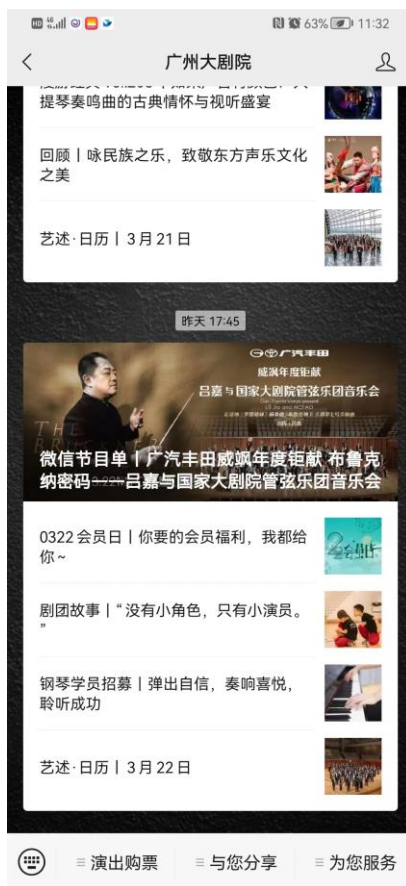 63% 11:32
广州大剧院
提琴奏鸣曲的古典情怀与视听盛宴
回顾丨咏民族之乐,致敬东方声乐文化
之美
艺述·日历丨3月21日
昨天 17:45
广汽丰田
威飒年度钜献
吕嘉与国家大剧院管弦乐团音乐会
微信节目单丨广汽丰田威飒年度钜献 布鲁克
纳密码——吕嘉与国家大剧院管弦乐团音乐会
0322会员日丨你要的会员福利,我都给
你~
剧团故事丨“没有小角色,只有小演员。
”
钢琴学员招募丨弹出自信,奏响喜悦,
聆听成功
艺述·日历丨3月22日
演出购票 与您分享 为您服务